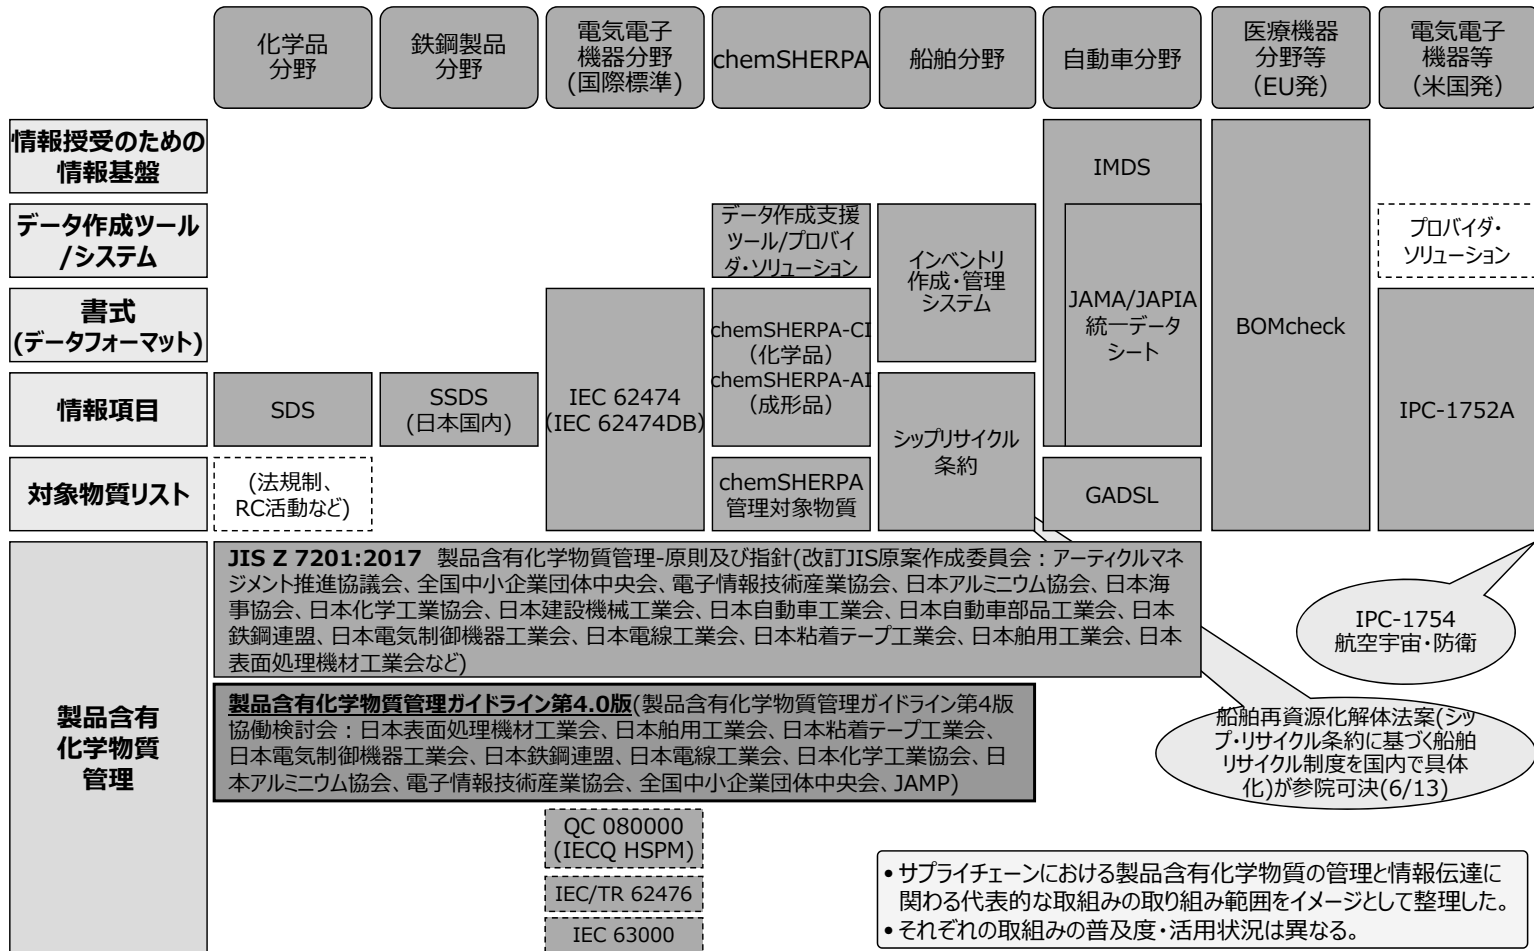 化学品
分野
鉄鋼製品
分野
電気電子
機器分野
(国際標準)
chemSHERPA
船舶分野
自動車分野
医療機器
分野等
（EU発）
電気電子
機器等
（米国発）
情報授受のための
情報基盤
IMDS
データ作成ツール
/システム
データ作成支援
ツール/プロバイ
ダ・ソリューション
インベントリ
作成・管理
システム
JAMA/JAPIA
統一データ
シート
BOMcheck
プロバイダ・
ソリューション
書式
(データフォーマット)
chemSHERPA-CI
（化学品）
chemSHERPA-AI
（成形品）
情報項目
SDS
SSDS
(日本国内)
IEC 62474
(IEC 62474DB)
シップリサイクル
条約
IPC-1752A
対象物質リスト
(法規制、
RC活動など)
chemSHERPA
管理対象物質
GADSL
製品含有
化学物質
管理
JIS Z 7201:2017 製品含有化学物質管理-原則及び指針(改訂JIS原案作成委員会：アーティクルマネ
ジメント推進協議会、全国中小企業団体中央会、電子情報技術産業協会、日本アルミニウム協会、日本海
事協会、日本化学工業協会、日本建設機械工業会、日本自動車工業会、日本自動車部品工業会、日本
鉄鋼連盟、日本電気制御機器工業会、日本電線工業会、日本粘着テープ工業会、日本舶用工業会、日本
表面処理機材工業会など)
IPC-1754
航空宇宙・防衛
製品含有化学物質管理ガイドライン第4.0版(製品含有化学物質管理ガイドライン第4版
協働検討会：日本表面処理機材工業会、日本舶用工業会、日本粘着テープ工業会、
日本電気制御機器工業会、日本鉄鋼連盟、日本電線工業会、日本化学工業協会、日
本アルミニウム協会、電子情報技術産業協会、全国中小企業団体中央会、JAMP)
船舶再資源化解体法案(シッ
プ・リサイクル条約に基づく船舶
リサイクル制度を国内で具体
化)が参院可決(6/13)
QC 080000
(IECQ HSPM)
IEC/TR 62476
IEC 63000
• サプライチェーンにおける製品含有化学物質の管理と情報伝達に
関わる代表的な取組みの取り組み範囲をイメージとして整理した。
• それぞれの取組みの普及度・活用状況は異なる。